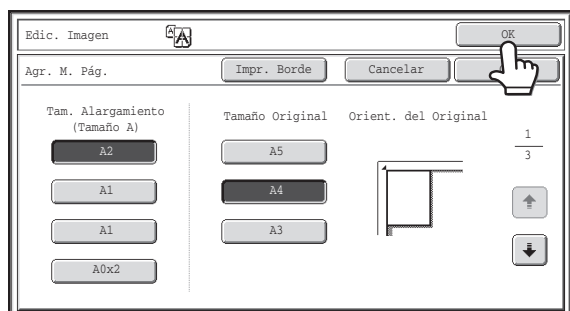 Edic. Imagen
OK
Agr. M. Pág.
Impr. Borde
Cancelar
Tam. Alargamiento
(Tamaño A)
Tamaño Original
Orient. del Original
A2
A5
A1
A4
A1
A3
A0x2
1
3